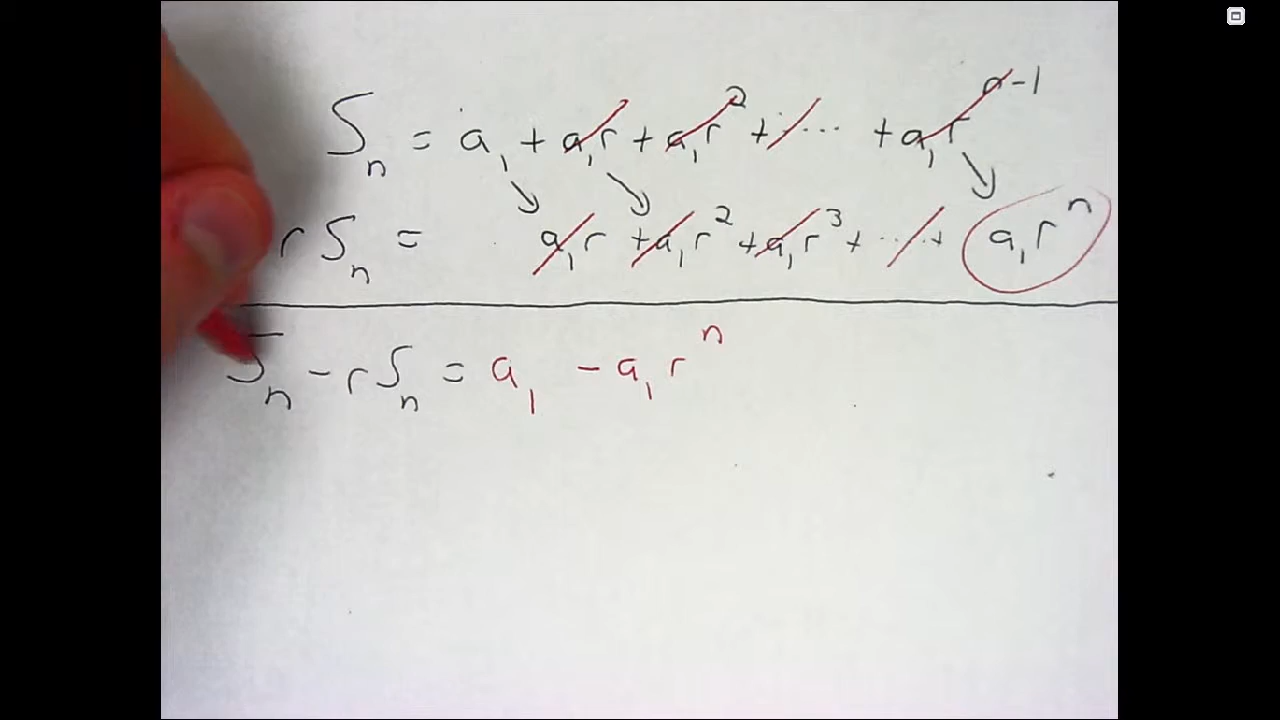 Sₙ = a₁ + a₁r + a₁r² + ... + a₁rⁿ⁻¹
rSₙ = a₁r + a₁r² + a₁r³ + ... + a₁rⁿ
Sₙ - rSₙ = a₁ - a₁rⁿ